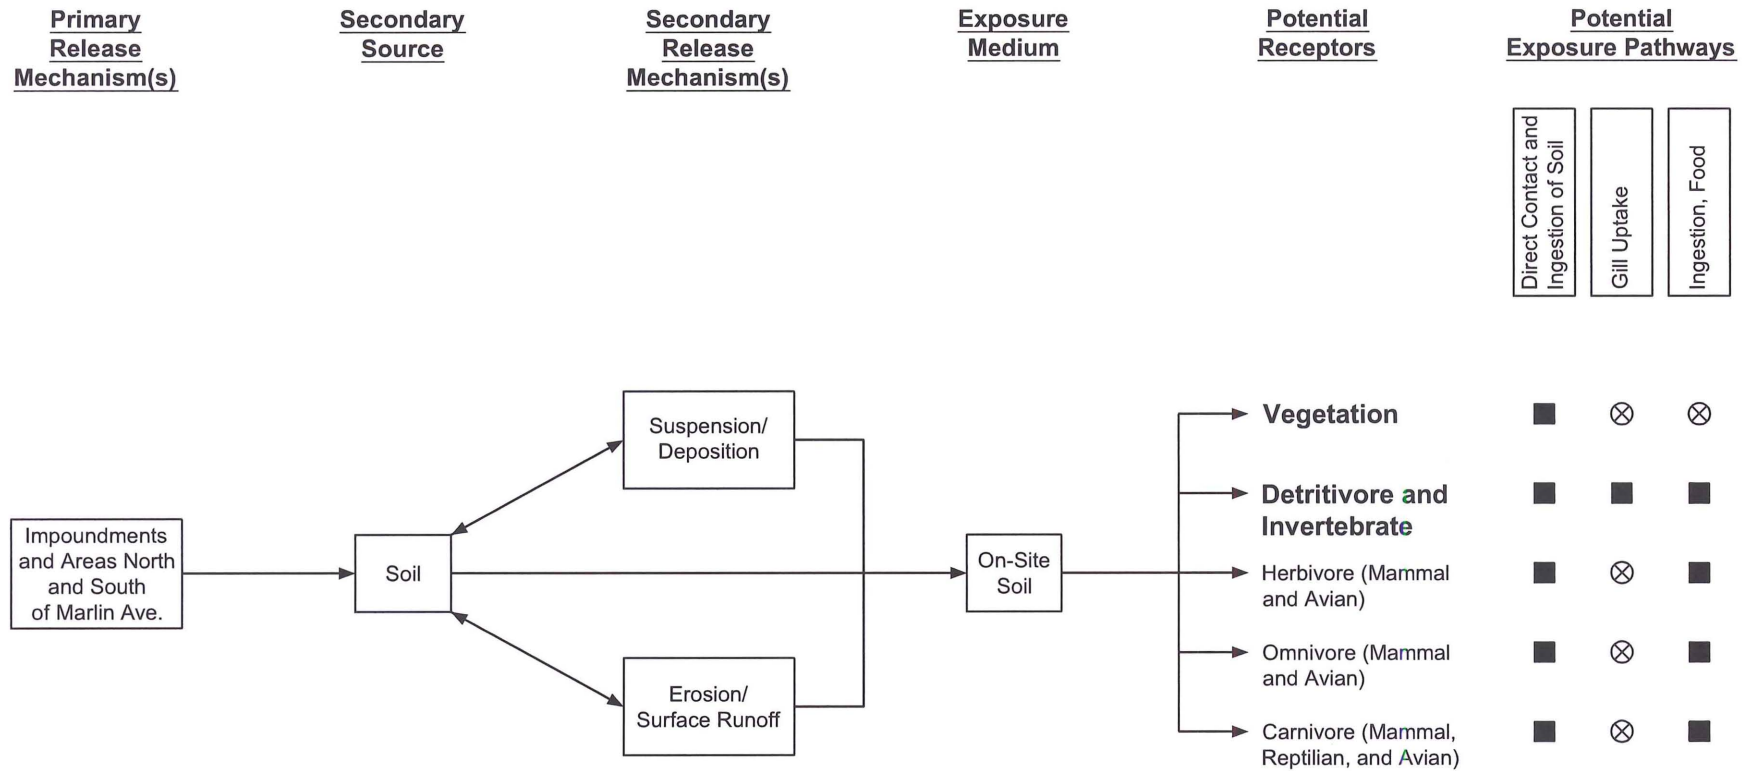 Primary
Release
Mechanism(s)
Secondary
Source
Secondary
Release
Mechanism(s)
Exposure
Medium
Potential
Receptors
Potential
Exposure Pathways
Direct Contact and
Ingestion of Soil
Gill Uptake
Ingestion, Food
Impoundments
and Areas North
and South
of Marlin Ave.
Soil
Suspension/
Deposition
Erosion/
Surface Runoff
On-Site
Soil
Vegetation
Detritivore and
Invertebrate
Herbivore (Mammal
and Avian)
Omnivore (Mammal
and Avian)
Carnivore (Mammal,
Reptilian, and Avian)